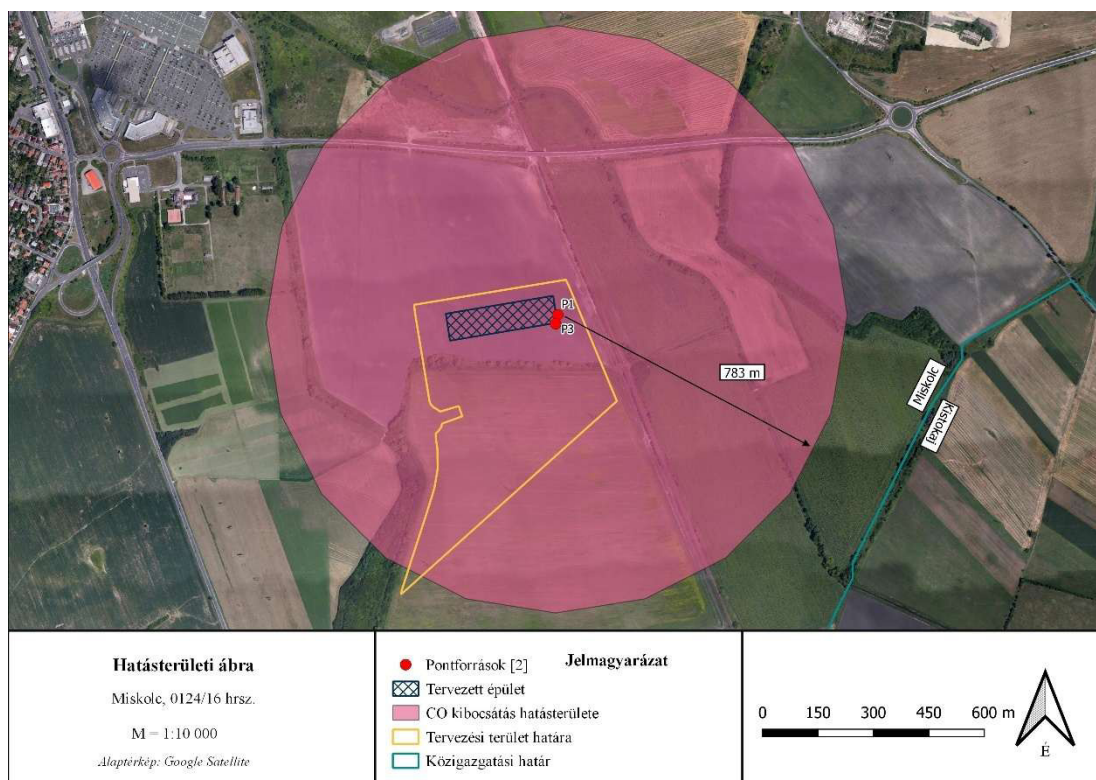 P1
P3
783 m
Miskolc
Kistokaj
Hatásterületi ábra
Miskolc, 0124/16 hrsz.
M = 1:10 000
Alaptérkép: Google Satellite
Jelmagyarázat
Pontforrások [2]
Tervezett épület
CO kibocsátás hatásterülete
Tervezési terület határa
Közigazgatási határ
0 150 300 450 600 m
É